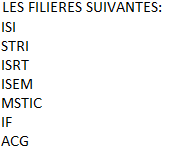 LES FILIERES SUIVANTES:
ISI
STRI
ISRT
ISEM
MSTIC
IF
ACG